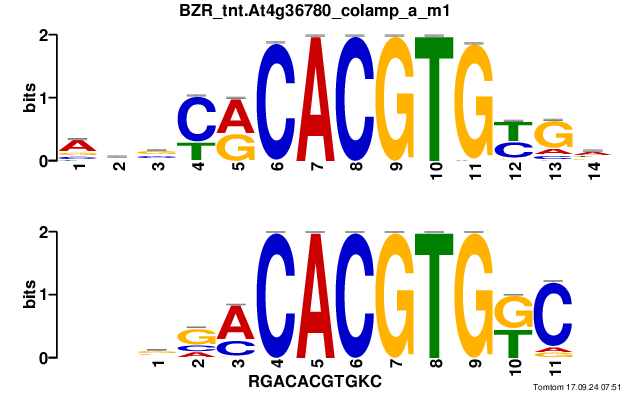 BZR_tnt.At4g36780_colamp_a_m1
2
1
0
bits
1 2 3 4 5 6 7 8 9 10 11 12 13 14
A C T A G C A C G T G T C G A A
2
1
0
bits
1 2 3 4 5 6 7 8 9 10 11
G C A A C C A C G T G G T C A G
RGACACGTGKC
Tomtom 17.09.24 07:51